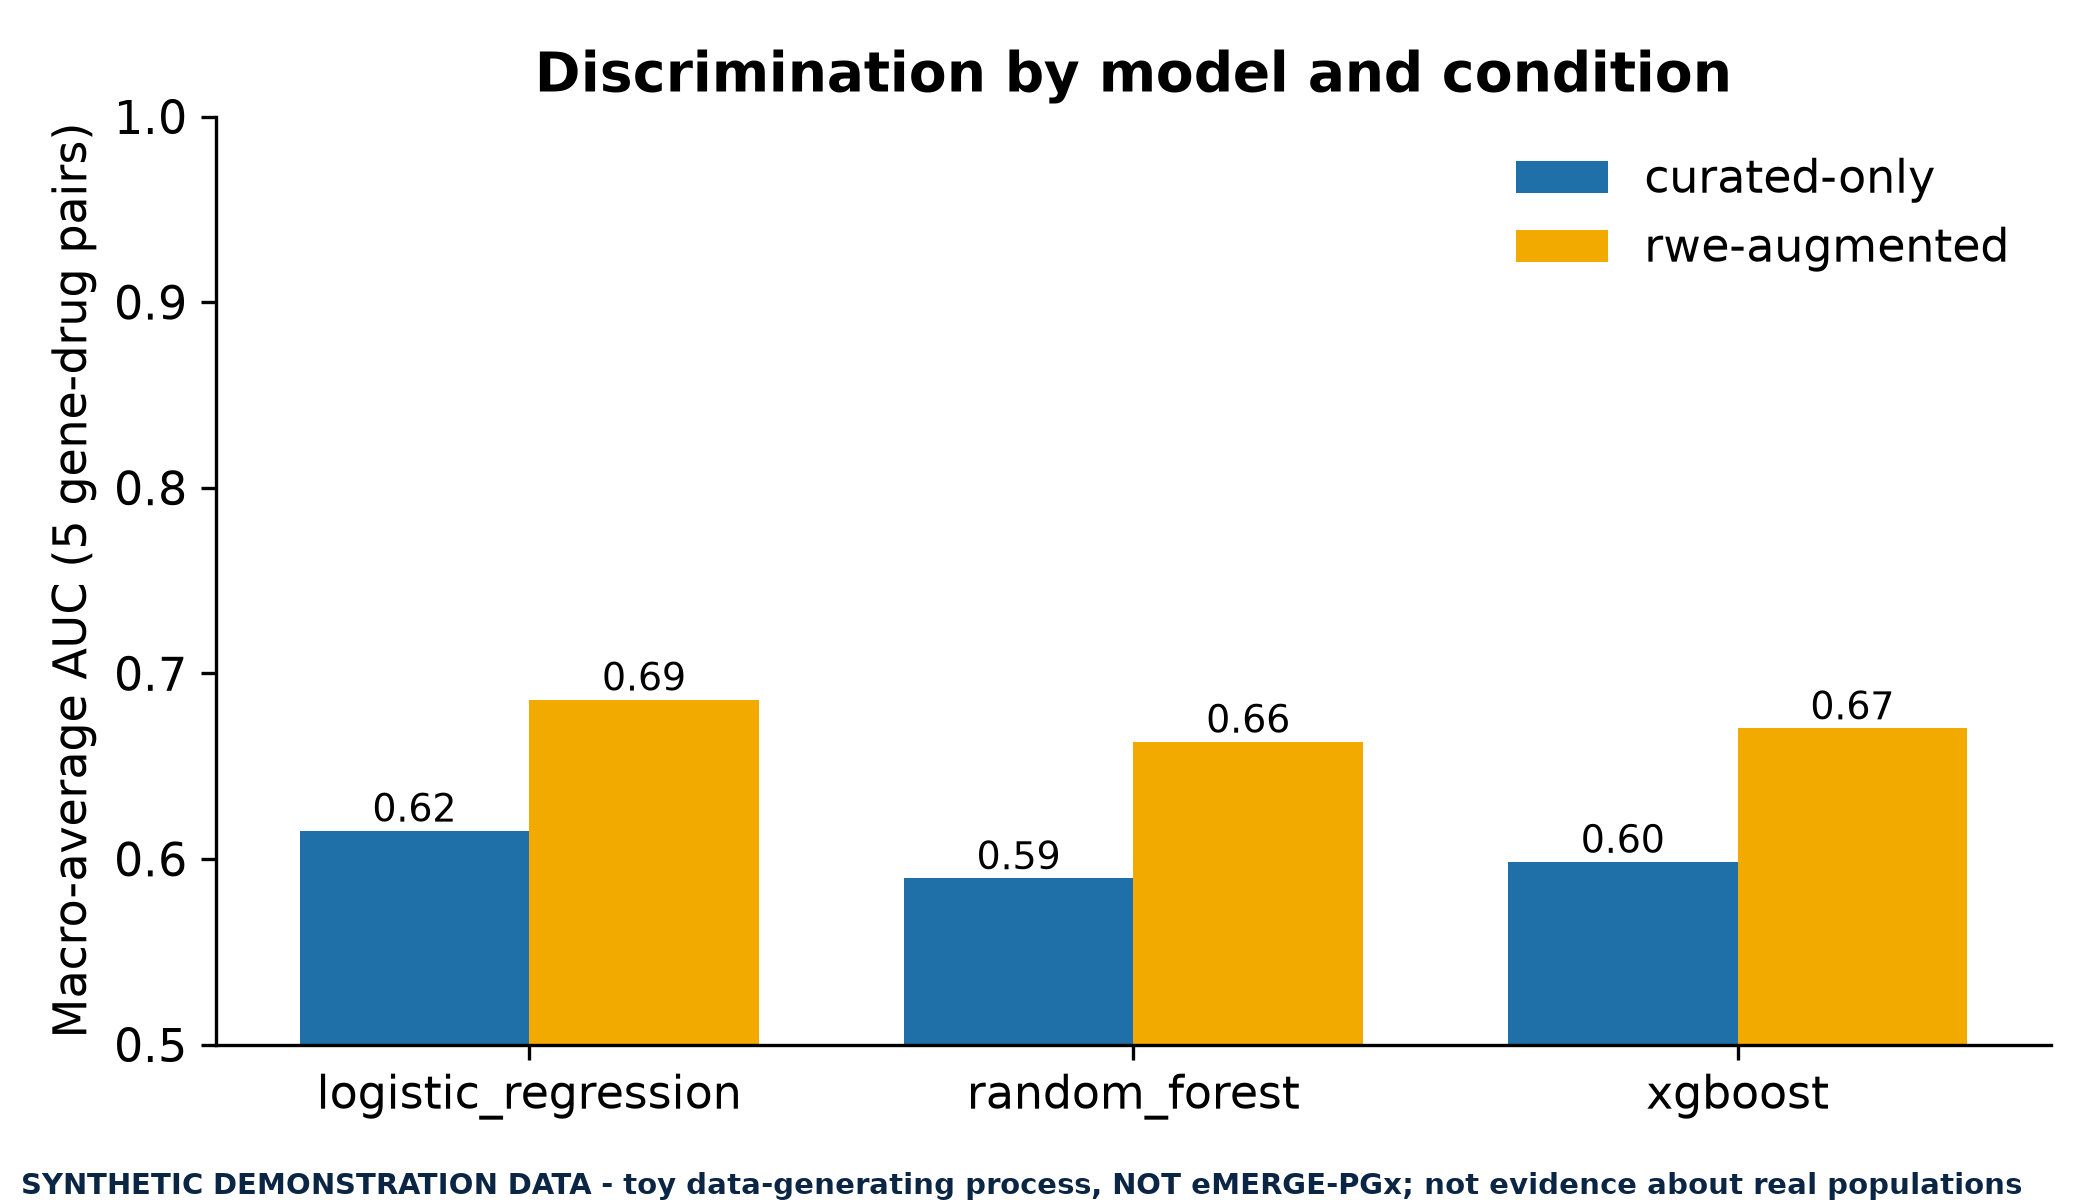 Discrimination by model and condition
Macro-average AUC (5 gene-drug pairs)
1.0
0.9
0.8
0.7
0.6
0.5
curated-only
rwe-augmented
0.62
0.69
0.59
0.66
0.60
0.67
logistic_regression
random_forest
xgboost
SYNTHETIC DEMONSTRATION DATA - toy data-generating process, NOT eMERGE-PGx; not evidence about real populations